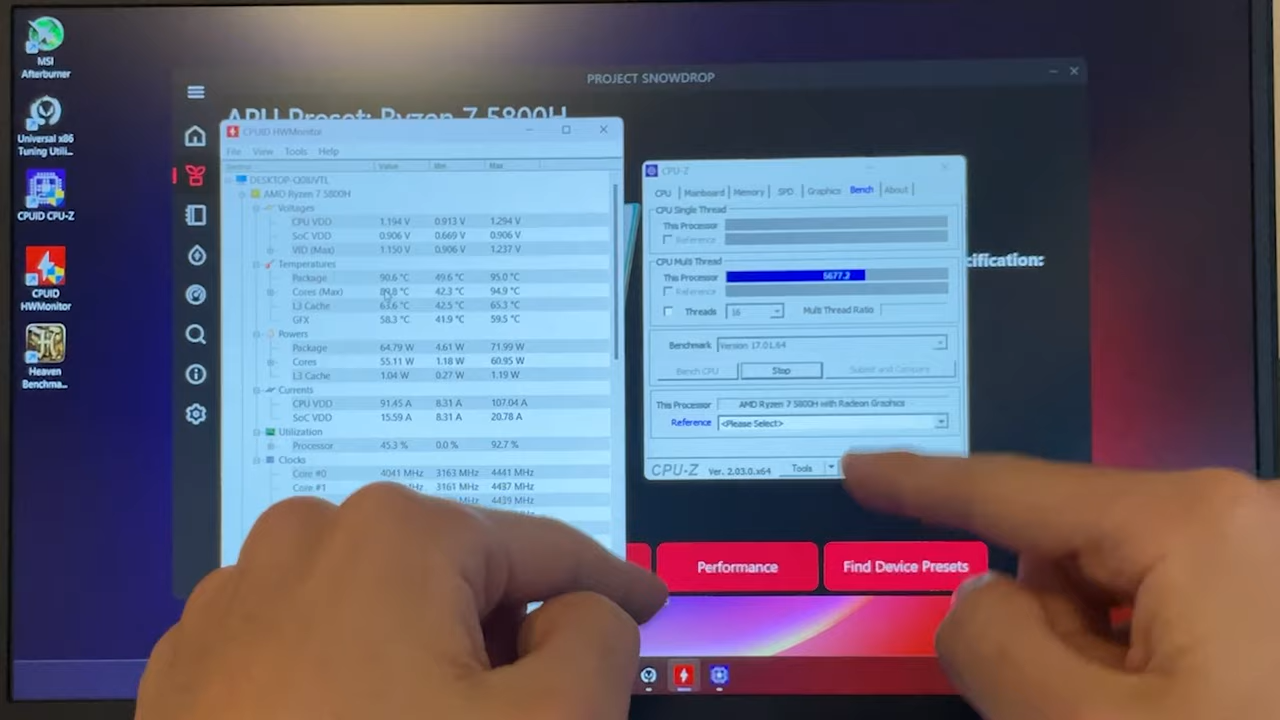 MSI
Afterburner
Universal x86
Tuning Utili...
CPUID CPU-Z
CPUID
HWMonitor
Heaven
Benchma...
PROJECT SNOWDROP
APU Preset: Ryzen 7 5800H
CPUID HWMonitor
File View Tools Help
Sensor Value Min Max
AMD Ryzen 7 5800H
Voltages
CPU VDD 1.194 V 0.913 V 1.294 V
SoC VDD 0.906 V 0.669 V 0.906 V
VID (Max) 1.150 V 0.906 V 1.237 V
Temperatures
Package 90.6 °C 49.6 °C 95.0 °C
Cores (Max) 42.3 °C 94.9 °C
L3 Cache 63.6 °C 42.5 °C 65.3 °C
GFX 58.3 °C 41.9 °C 59.5 °C
Powers
Package 64.79 W 4.61 W 71.99 W
Cores 55.11 W 1.18 W 60.95 W
L3 Cache 1.04 W 0.27 W 1.19 W
Currents
CPU VDD 91.45 A 8.31 A 107.04 A
SoC VDD 15.59 A 8.31 A 20.78 A
Utilization
Processor 45.3 % 0.0 % 92.7 %
Clocks
Core #0 4041 MHz 3163 MHz 4441 MHz
Core #1 MHz 3161 MHz 4437 MHz
MHz 4439 MHz
CPU-Z
CPU Mainboard Memory SPD Graphics Bench About
CPU Single Thread
This Processor
Reference
CPU Multi Thread
This Processor 5677.2
Reference
Threads 16 Multi Thread Ratio
Benchmark Version 17.01.64
Bench CPU Stop Submit and Compare
This Processor AMD Ryzen 7 5800H with Radeon Graphics
Reference <Please Select>
CPU-Z Ver. 2.03.0.x64 Tools
cification:
Performance
Find Device Presets